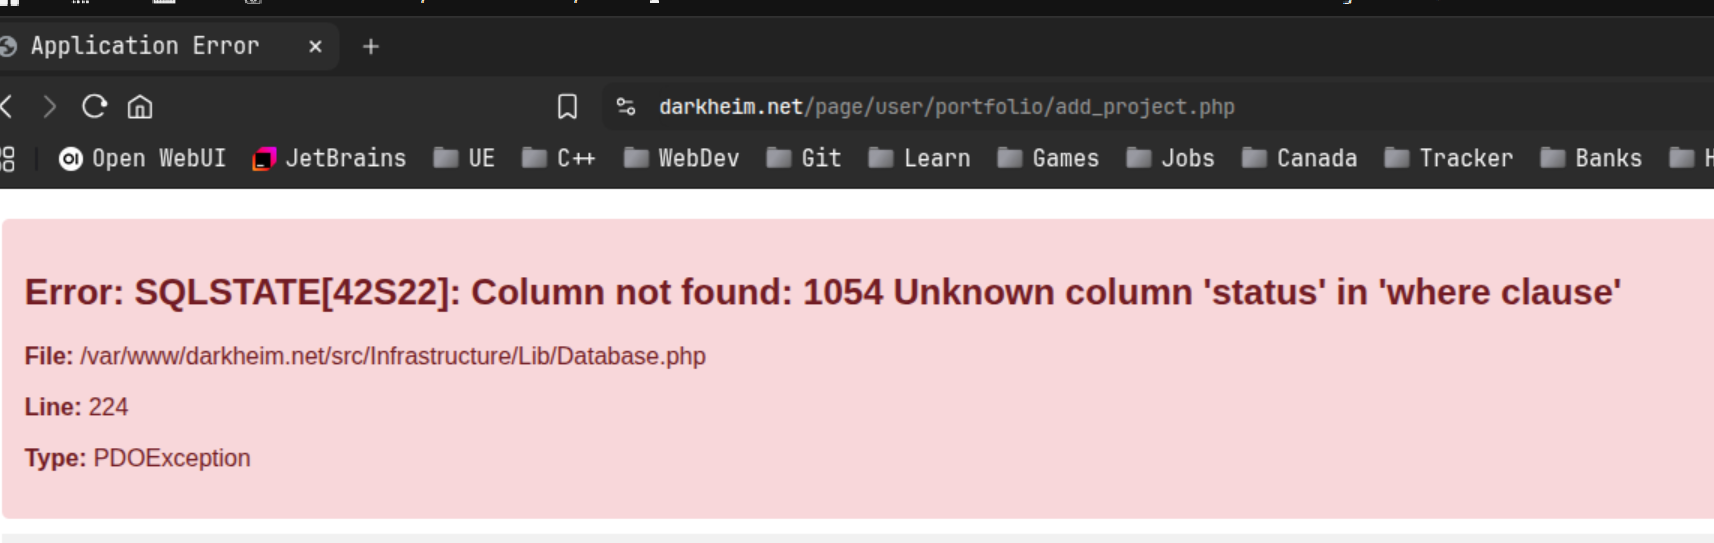 Application Error
darkheim.net/page/user/portfolio/add_project.php
Open WebUI JetBrains UE C++ WebDev Git Learn Games Jobs Canada Tracker Banks
Error: SQLSTATE[42S22]: Column not found: 1054 Unknown column 'status' in 'where clause'
File: /var/www/darkheim.net/src/Infrastructure/Lib/Database.php
Line: 224
Type: PDOException